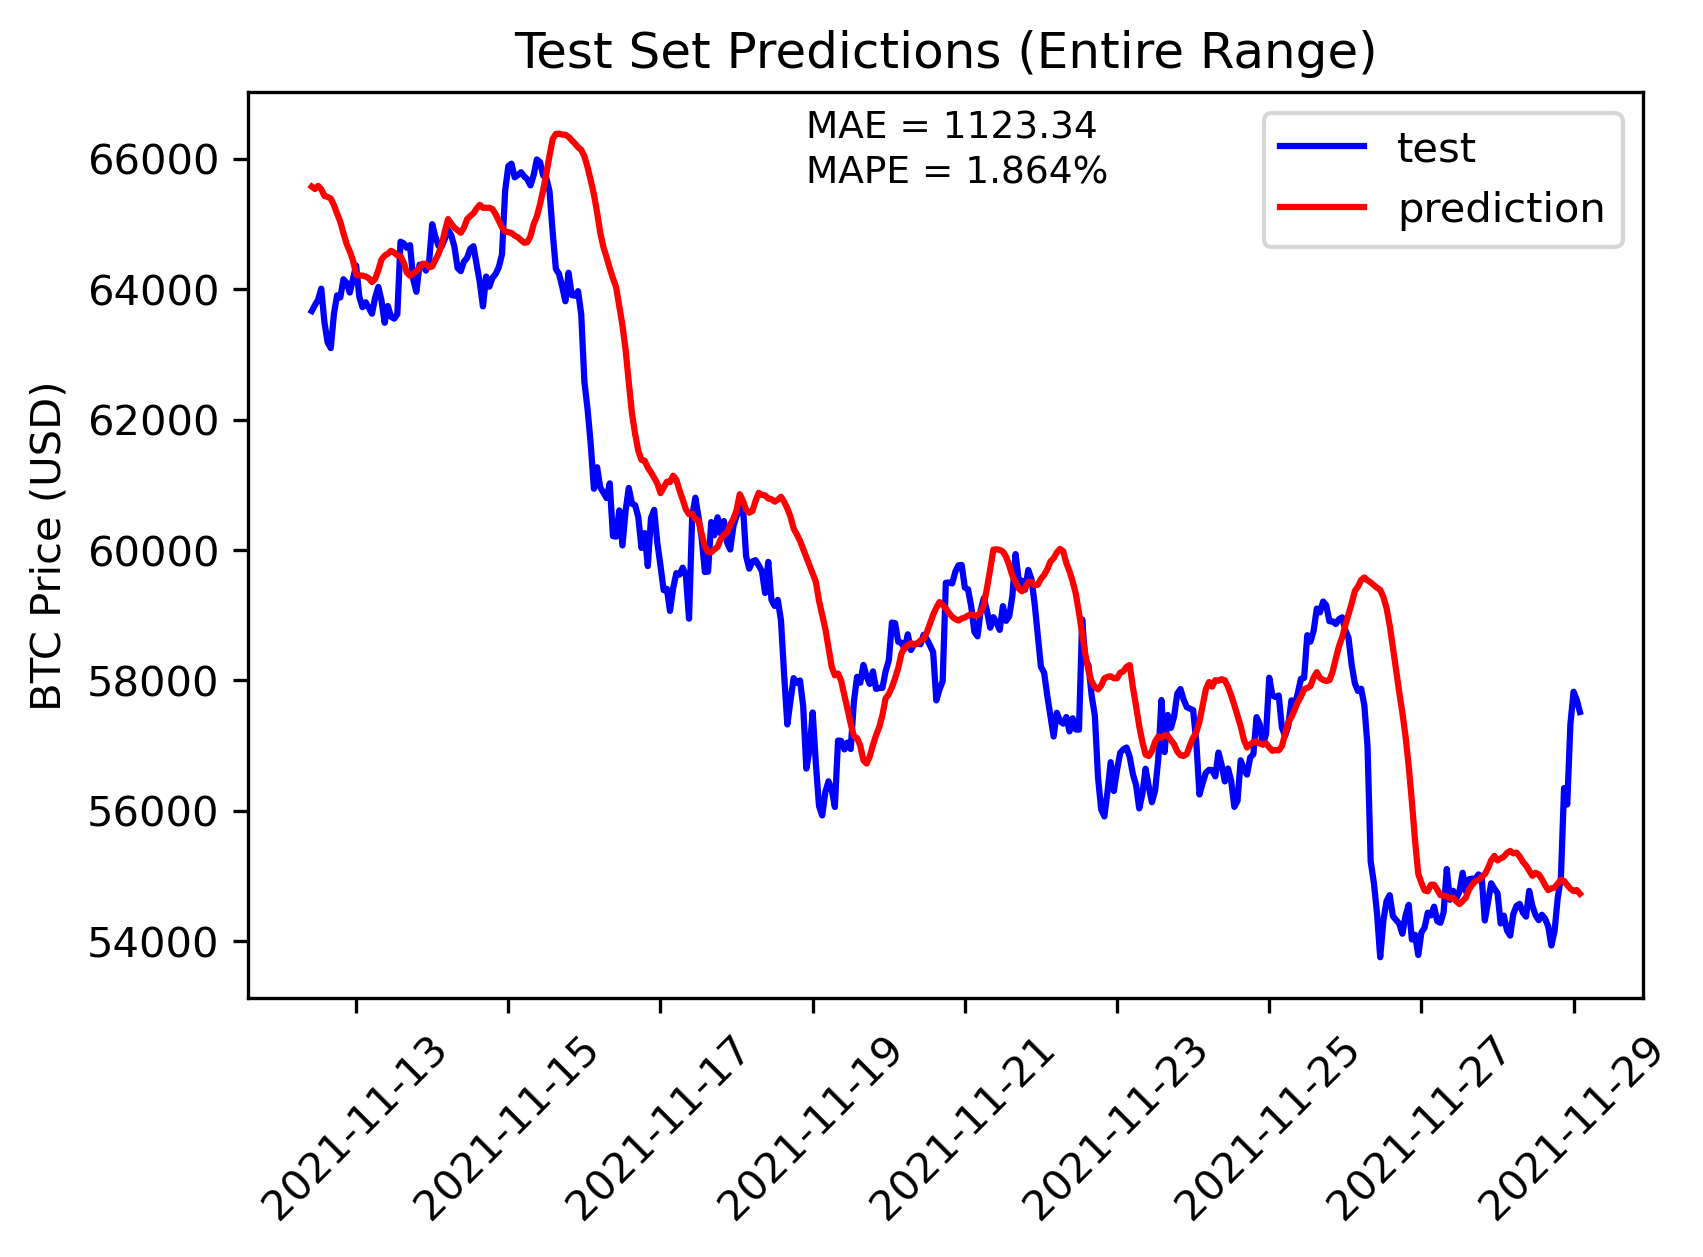 Test Set Predictions (Entire Range)
MAE = 1123.34
MAPE = 1.864%
test
prediction
BTC Price (USD)
66000
64000
62000
60000
58000
56000
54000
2021-11-13
2021-11-15
2021-11-17
2021-11-19
2021-11-21
2021-11-23
2021-11-25
2021-11-27
2021-11-29